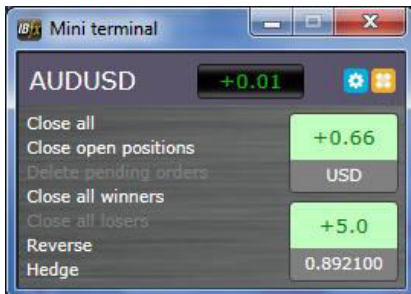 IBfx Mini terminal
AUDUSD +0.01
Close all
Close open positions
Delete pending orders
Close all winners
Close all losers
Reverse
Hedge
+0.66
USD
+5.0
0.892100